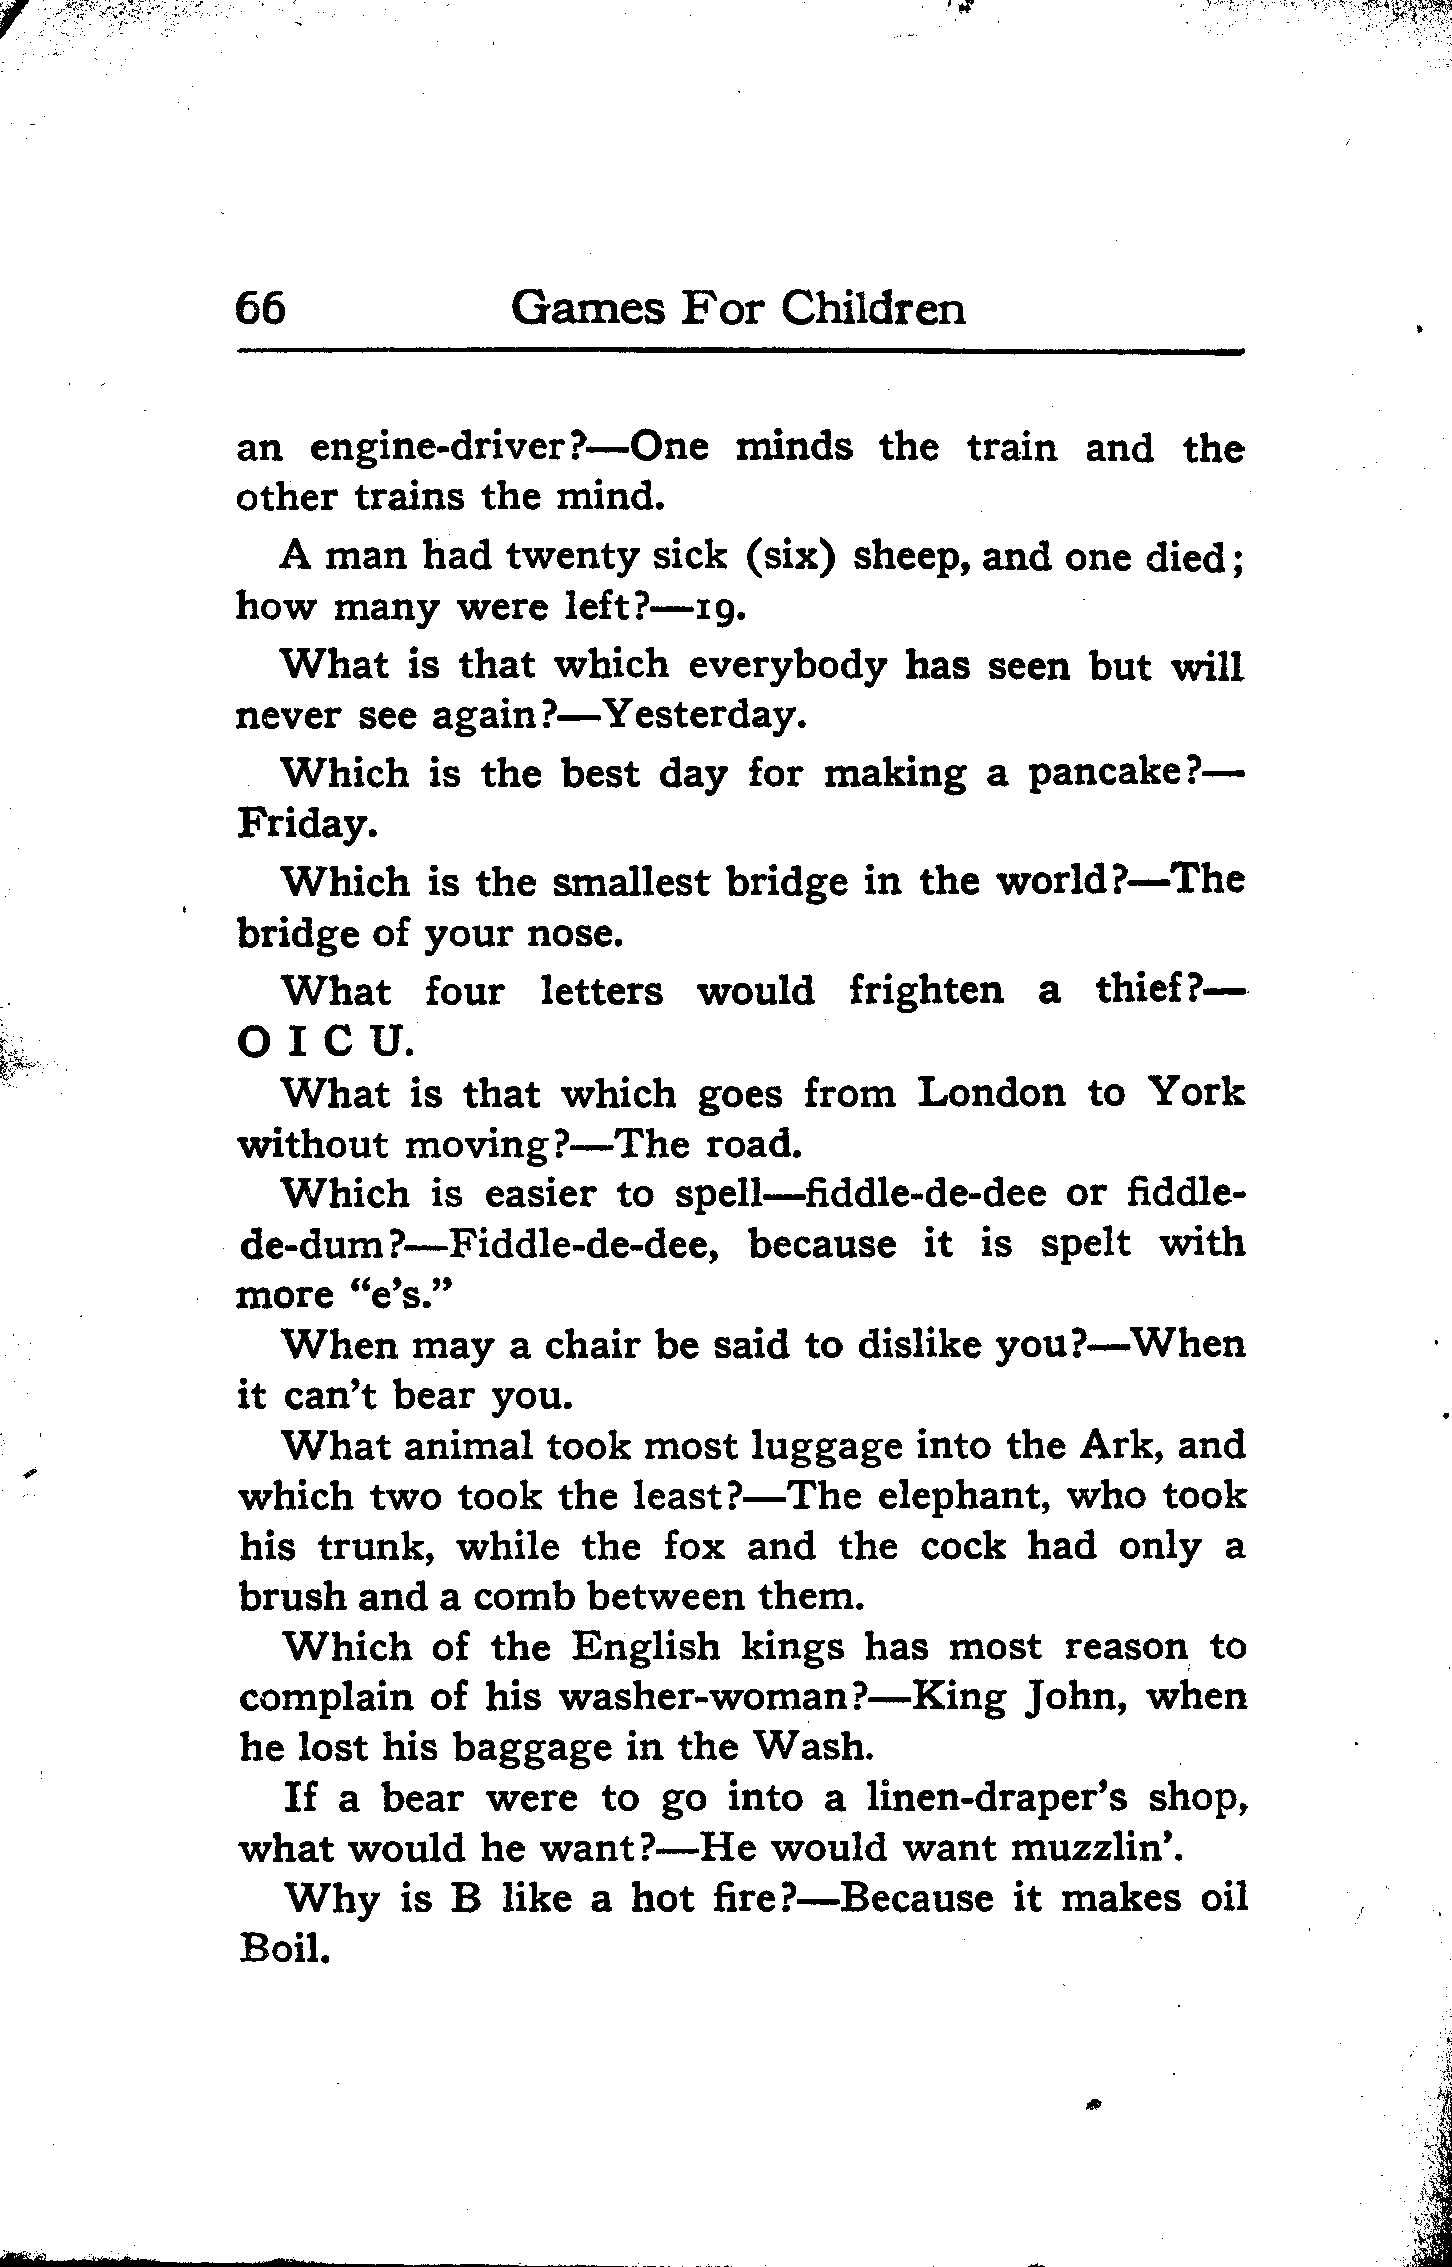 66 Games For Children
an engine-driver?—One minds the train and the
other trains the mind.
A man had twenty sick (six) sheep, and one died;
how many were left?—19.
What is that which everybody has seen but will
never see again?—Yesterday.
Which is the best day for making a pancake?—
Friday.
Which is the smallest bridge in the world?—The
bridge of your nose.
What four letters would frighten a thief?—
O I C U.
What is that which goes from London to York
without moving?—The road.
Which is easier to spell—fiddle-de-dee or fiddle-
de-dum?—Fiddle-de-dee, because it is spelt with
more “e’s.”
When may a chair be said to dislike you?—When
it can’t bear you.
What animal took most luggage into the Ark, and
which two took the least?—The elephant, who took
his trunk, while the fox and the cock had only a
brush and a comb between them.
Which of the English kings has most reason to
complain of his washer-woman?—King John, when
he lost his baggage in the Wash.
If a bear were to go into a linen-draper’s shop,
what would he want?—He would want muzzlin’.
Why is B like a hot fire?—Because it makes oil
Boil.